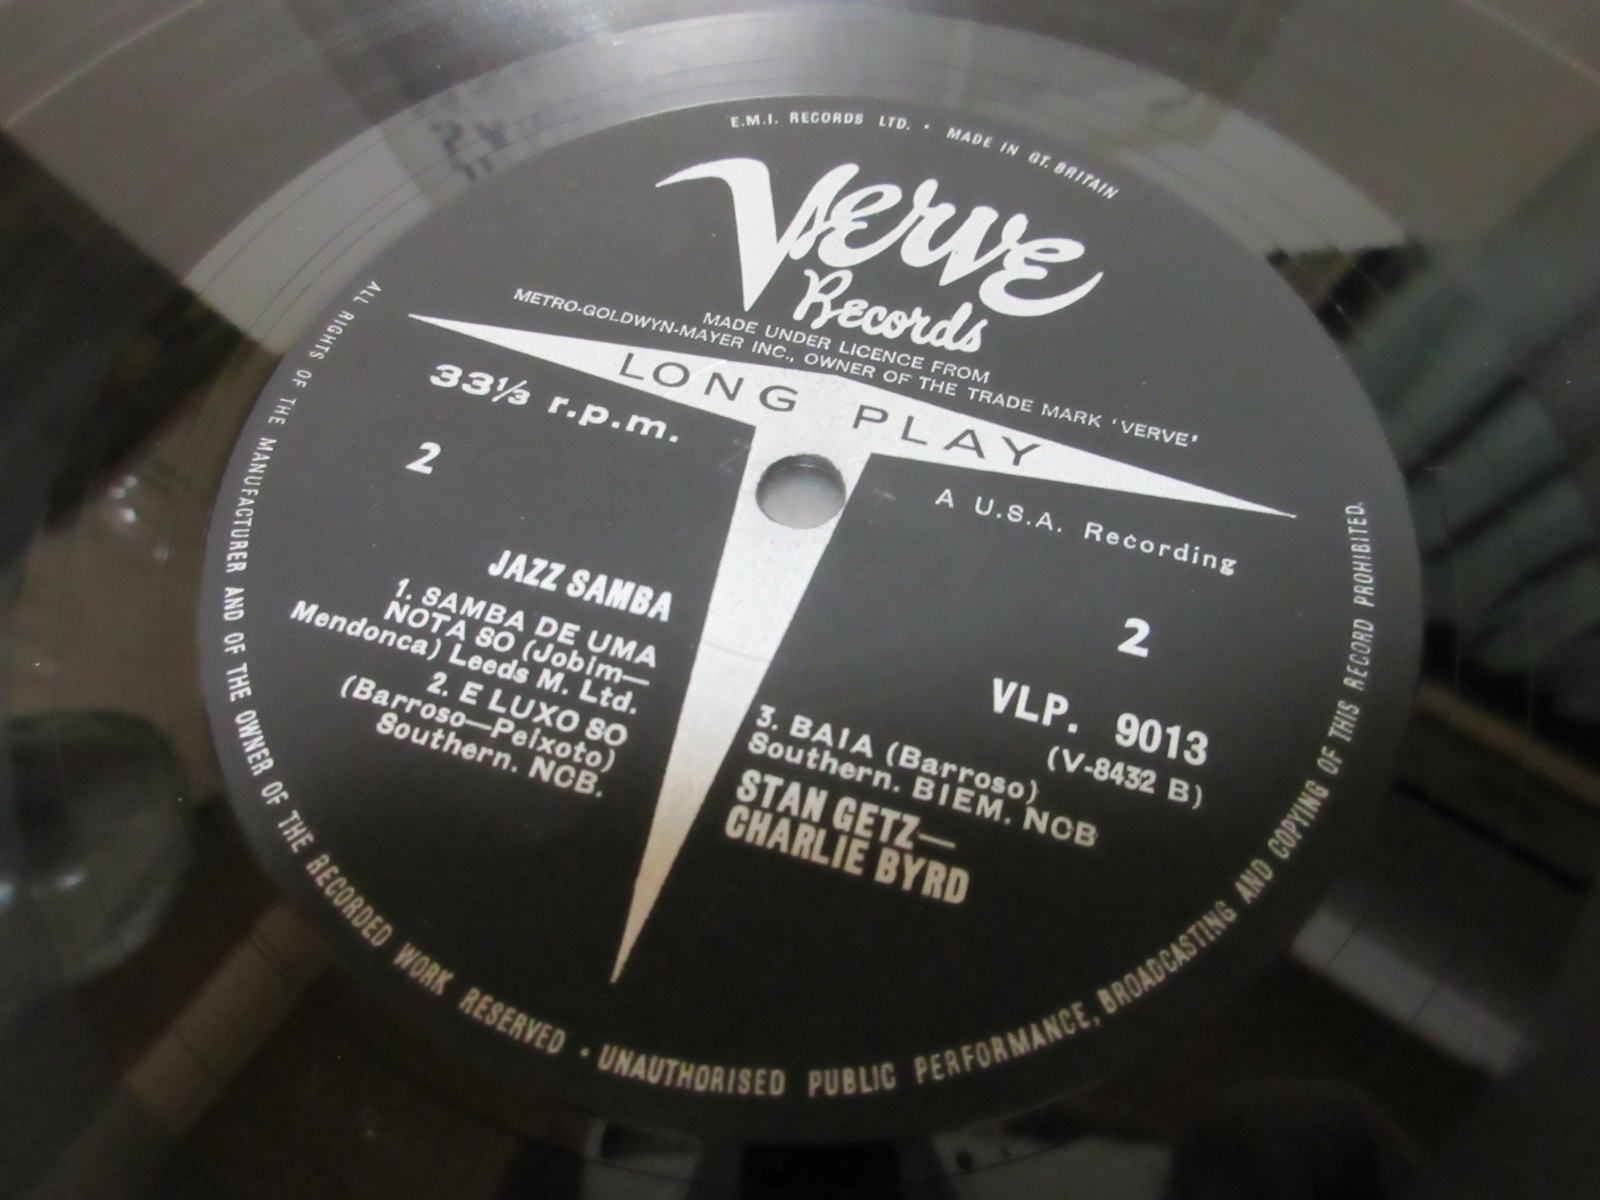 E.M.I. RECORDS LTD. · MADE IN GT. BRITAIN
Verve
Records
MADE UNDER LICENCE FROM
METRO-GOLDWYN-MAYER INC., OWNER OF THE TRADE MARK 'VERVE'
LONG PLAY
33⅓ r.p.m.
A U.S.A. Recording
2
2
JAZZ SAMBA
1. SAMBA DE UMA
NOTA SO (Jobim—
Mendonca) Leeds M. Ltd.
2. E LUXO SO
(Barroso—Peixoto)
Southern. NCB.
VLP. 9013
(V-8432 B)
3. BAIA (Barroso)
Southern. BIEM. NCB
STAN GETZ—
CHARLIE BYRD
ALL RIGHTS OF THE MANUFACTURER AND OF THE OWNER OF THE RECORDED WORK RESERVED · UNAUTHORISED PUBLIC PERFORMANCE, BROADCASTING AND COPYING OF THIS RECORD PROHIBITED.